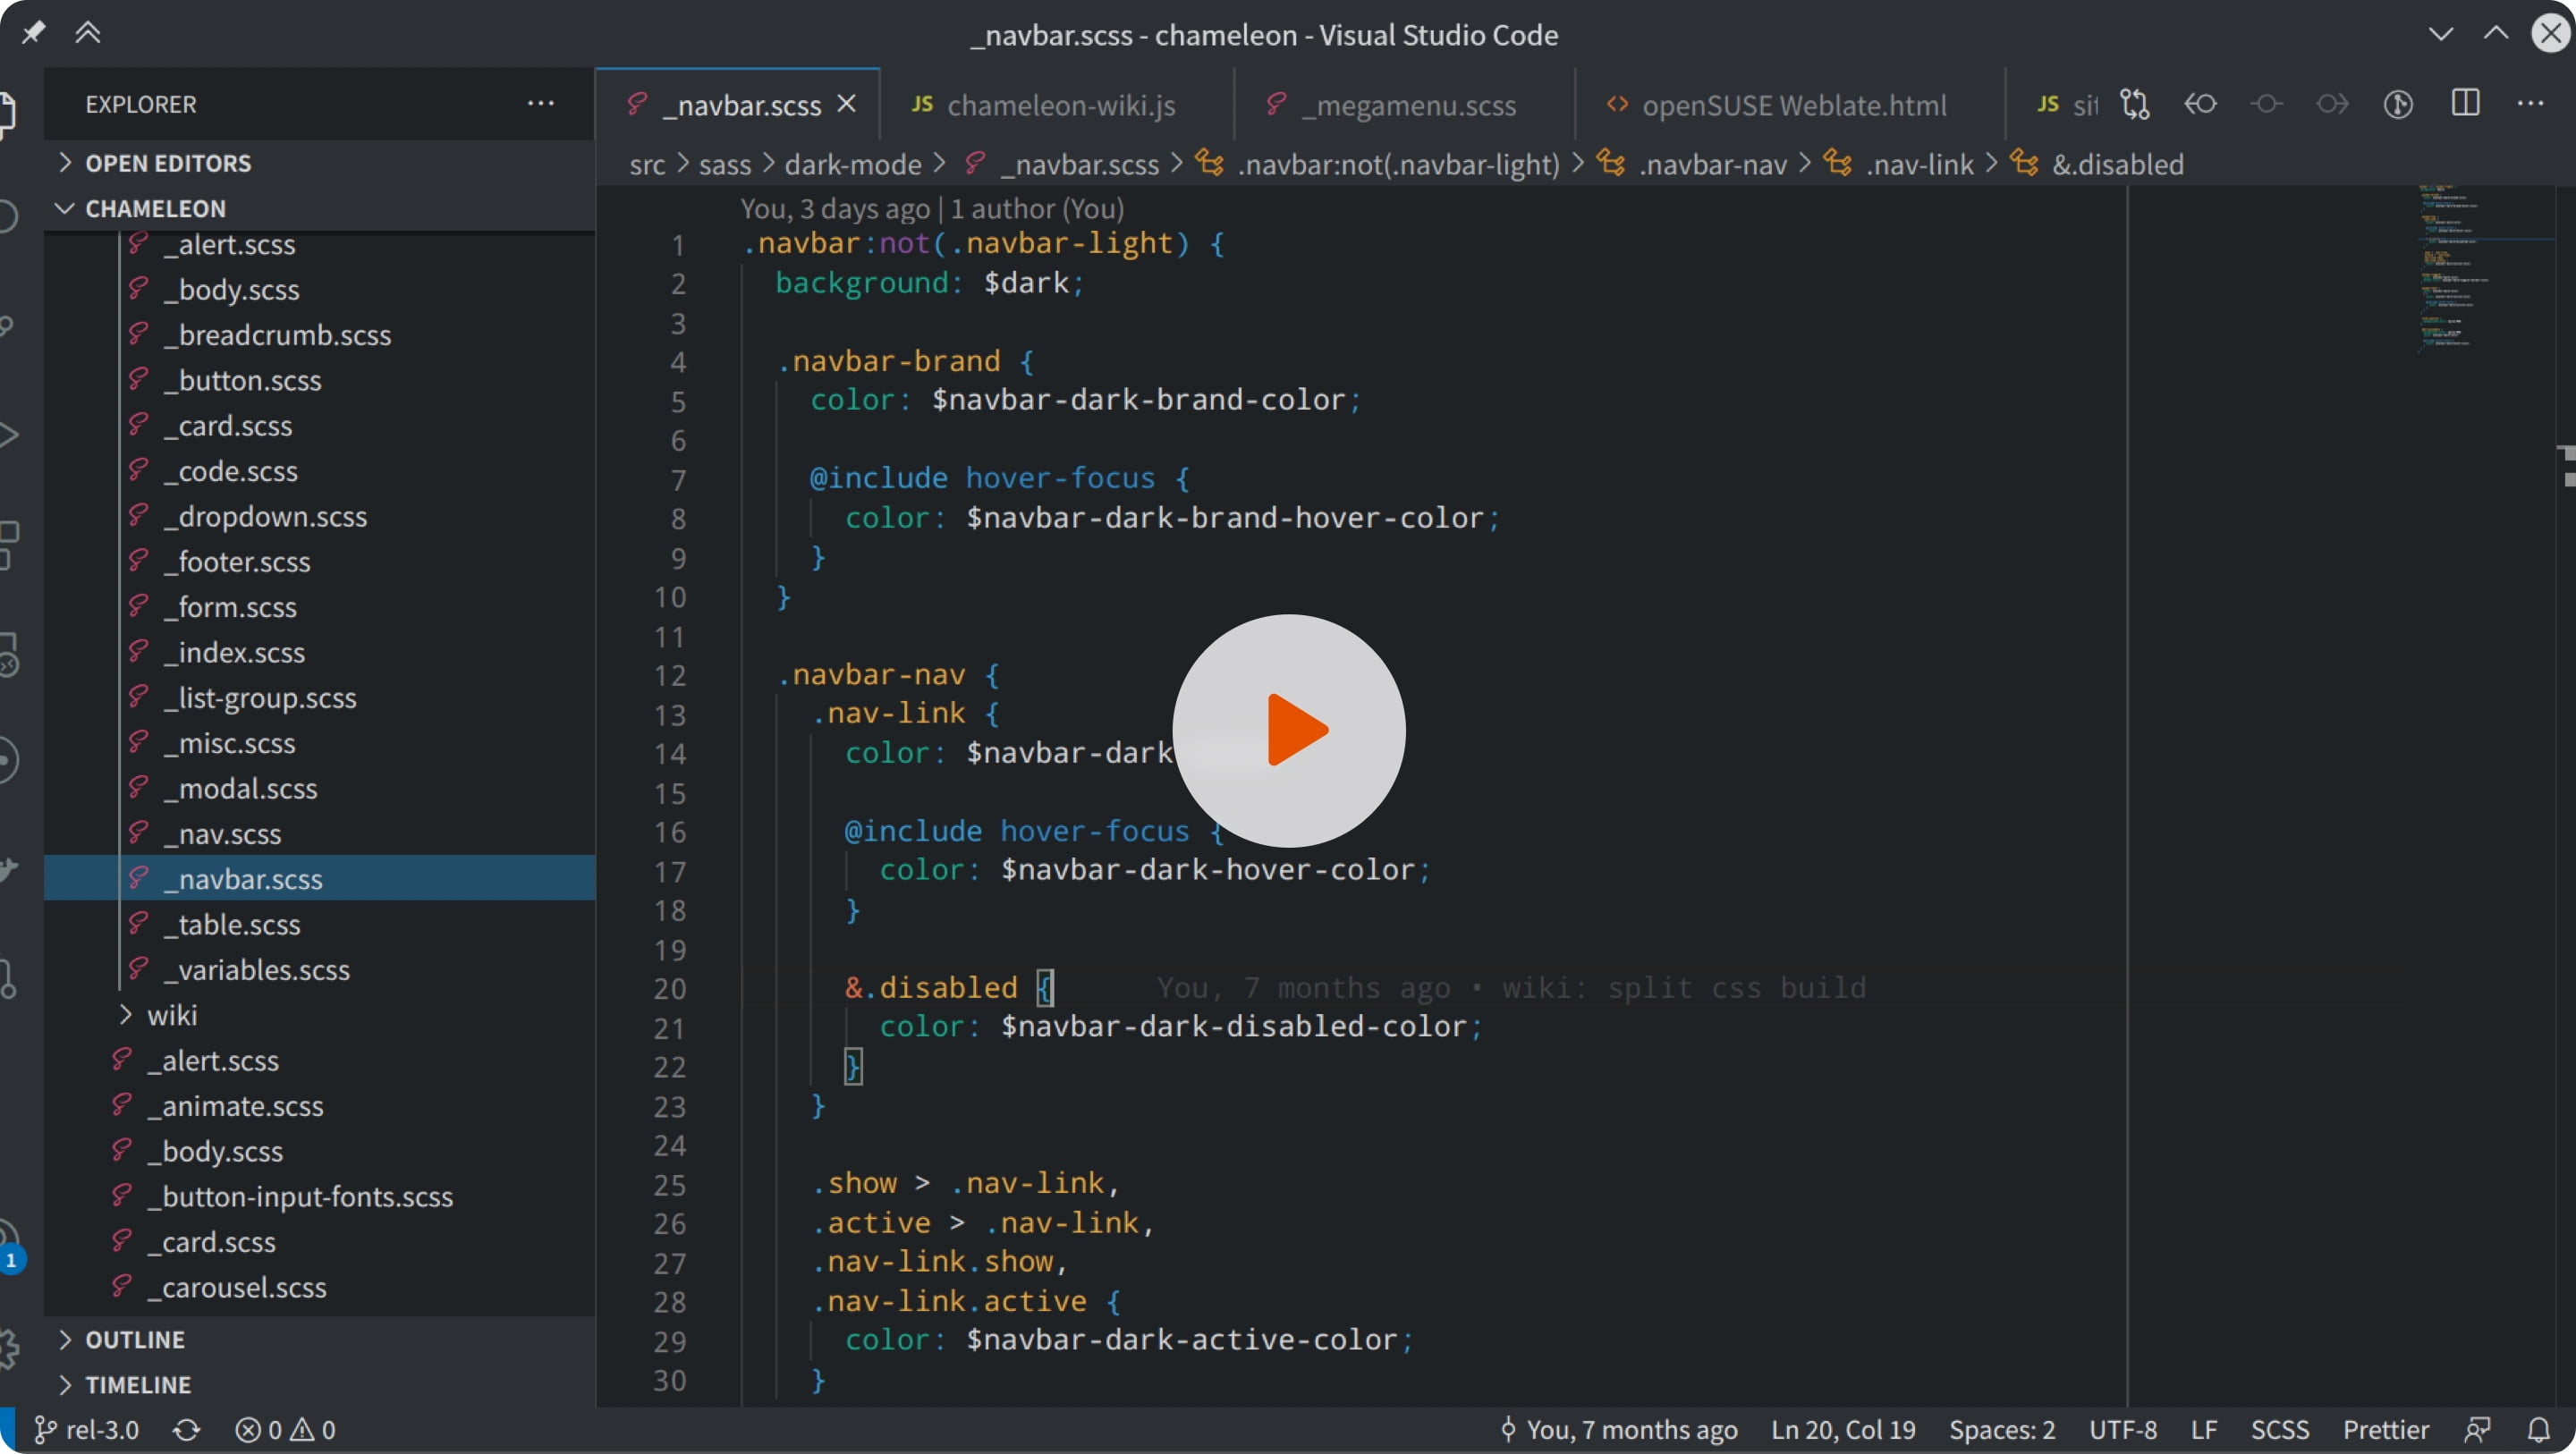 _navbar.scss - chameleon - Visual Studio Code
EXPLORER
OPEN EDITORS
CHAMELEON
_alert.scss
_body.scss
_breadcrumb.scss
_button.scss
_card.scss
_code.scss
_dropdown.scss
_footer.scss
_form.scss
_index.scss
_list-group.scss
_misc.scss
_modal.scss
_nav.scss
_navbar.scss
_table.scss
_variables.scss
wiki
_alert.scss
_animate.scss
_body.scss
_button-input-fonts.scss
_card.scss
_carousel.scss
OUTLINE
TIMELINE
1
_navbar.scss JS chameleon-wiki.js _megamenu.scss <> openSUSE Weblate.html JS
src > sass > dark-mode > _navbar.scss > .navbar:not(.navbar-light) > .navbar-nav > .nav-link > &.disabled
You, 3 days ago | 1 author (You)
1 .navbar:not(.navbar-light) {
2 background: $dark;
3
4 .navbar-brand {
5 color: $navbar-dark-brand-color;
6
7 @include hover-focus {
8 color: $navbar-dark-brand-hover-color;
9 }
10 }
11
12 .navbar-nav {
13 .nav-link {
14 color: $navbar-dark
15
16 @include hover-focus {
17 color: $navbar-dark-hover-color;
18 }
19
20 &.disabled { You, 7 months ago • wiki: split css build
21 color: $navbar-dark-disabled-color;
22 }
23 }
24
25 .show > .nav-link,
26 .active > .nav-link,
27 .nav-link.show,
28 .nav-link.active {
29 color: $navbar-dark-active-color;
30 }
rel-3.0 0 0 You, 7 months ago Ln 20, Col 19 Spaces: 2 UTF-8 LF SCSS Prettier